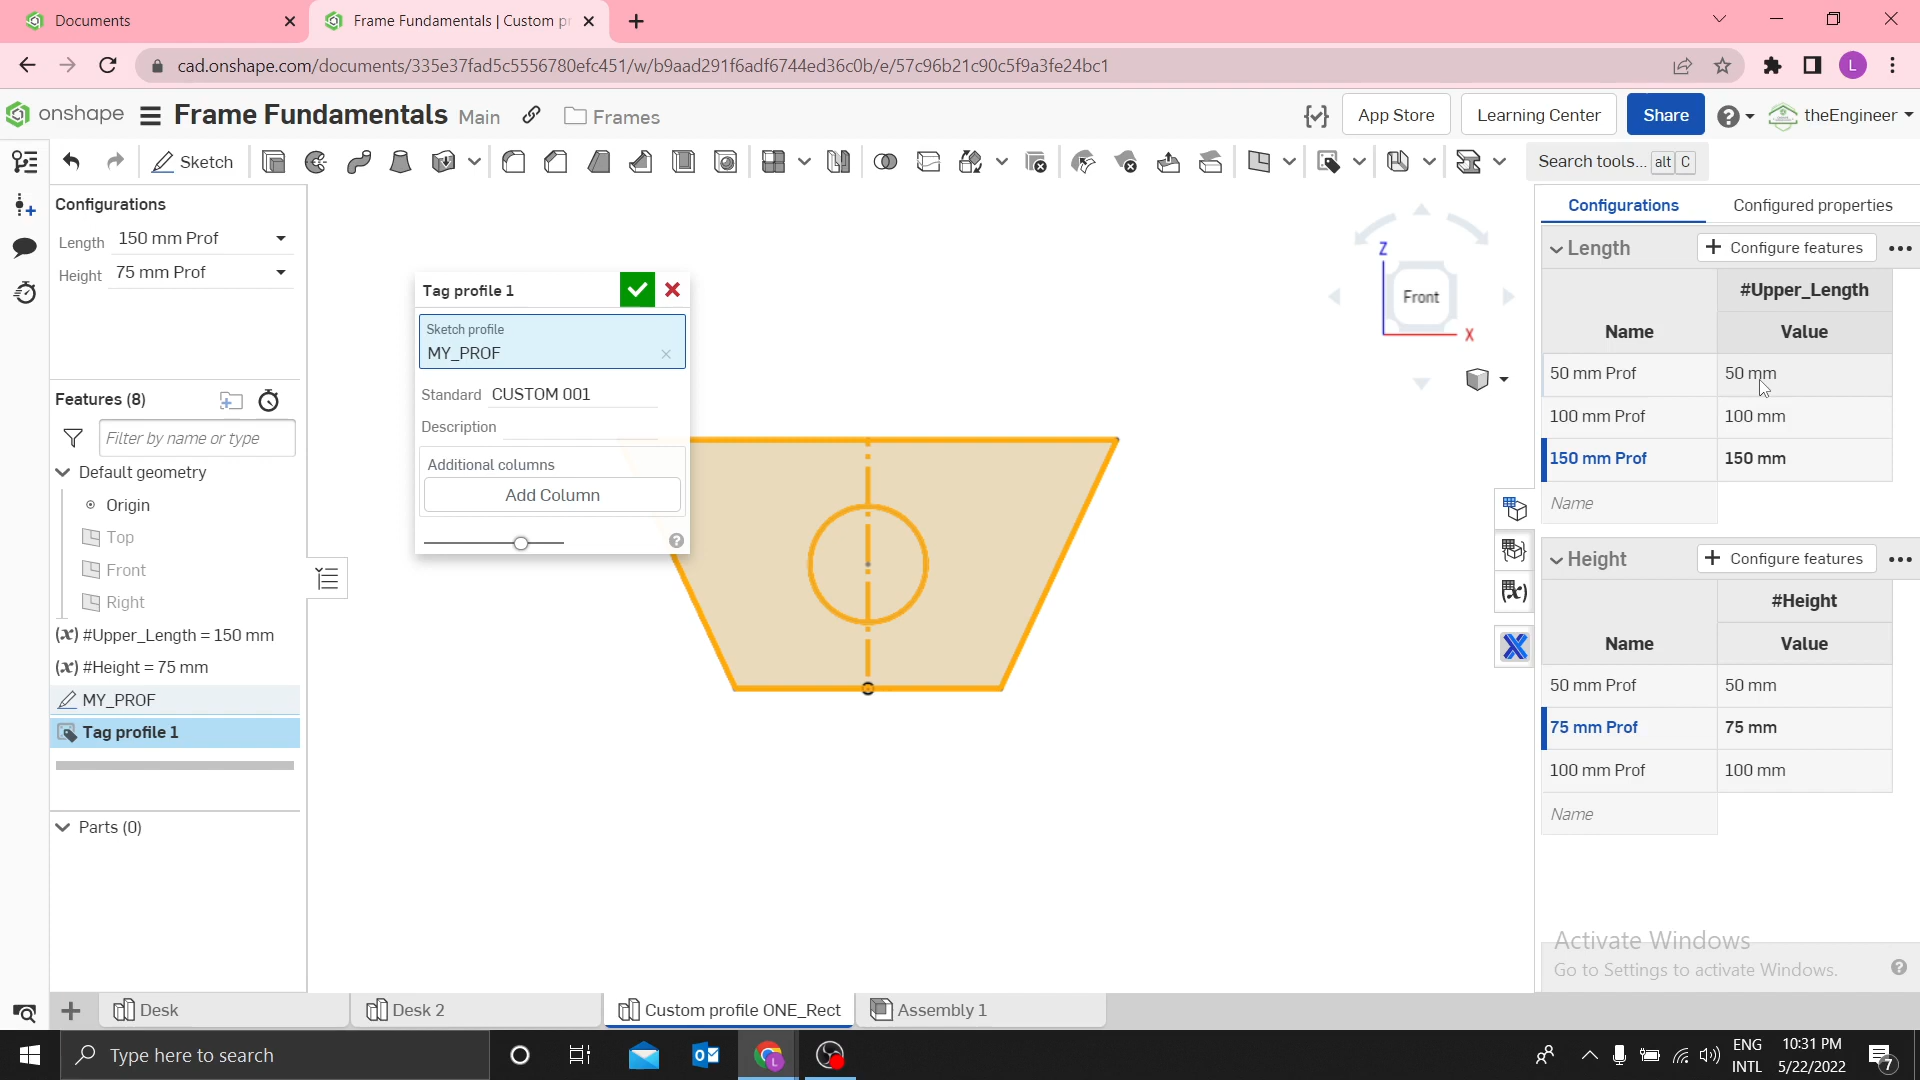 Documents
Frame Fundamentals | Custom pr
cad.onshape.com/documents/335e37fad5c5556780efc451/w/b9aad291f6adf6744ed36c0b/e/57c96b21c90c5f9a3fe24bc1
L
onshape
Frame Fundamentals
Main
Frames
App Store
Learning Center
Share
theEngineer
Sketch
Search tools... alt C
Configurations
Length 150 mm Prof
Height 75 mm Prof
Features (8)
Filter by name or type
Default geometry
Origin
Top
Front
Right
(x) #Upper_Length = 150 mm
(x) #Height = 75 mm
MY_PROF
Tag profile 1
Parts (0)
Tag profile 1
Sketch profile
MY_PROF
Standard CUSTOM 001
Description
Additional columns
Add Column
Z
Front
X
Configurations
Configured properties
Length
Configure features
#Upper_Length
Name Value
50 mm Prof 50 mm
100 mm Prof 100 mm
150 mm Prof 150 mm
Name
Height
Configure features
#Height
Name Value
50 mm Prof 50 mm
75 mm Prof 75 mm
100 mm Prof 100 mm
Name
Activate Windows
Go to Settings to activate Windows.
Desk
Desk 2
Custom profile ONE_Rect
Assembly 1
Type here to search
ENG
INTL
10:31 PM
5/22/2022
7